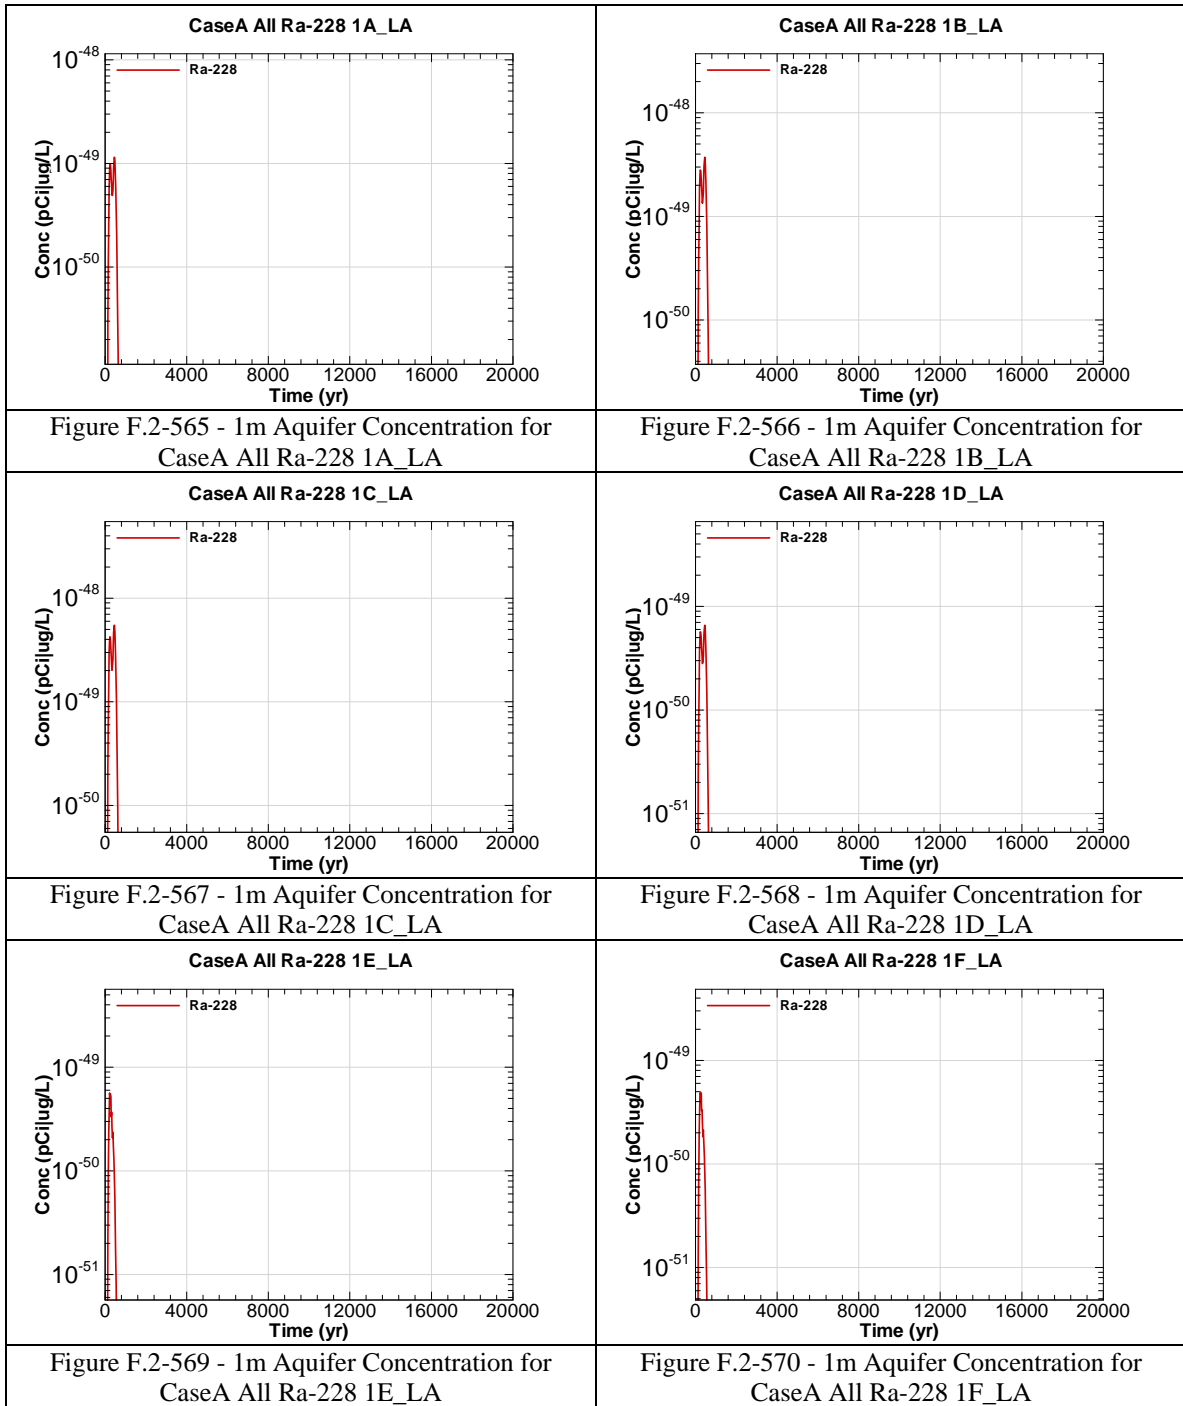 CaseA All Ra-228 1A_LA
Ra-228
10-48
10-49
10-50
Conc (pCi|ug/L)
0 4000 8000 12000 16000 20000
Time (yr)
Figure F.2-565 - 1m Aquifer Concentration for
CaseA All Ra-228 1A_LA
CaseA All Ra-228 1B_LA
Ra-228
10-48
10-49
10-50
Conc (pCi|ug/L)
0 4000 8000 12000 16000 20000
Time (yr)
Figure F.2-566 - 1m Aquifer Concentration for
CaseA All Ra-228 1B_LA
CaseA All Ra-228 1C_LA
Ra-228
10-48
10-49
10-50
Conc (pCi|ug/L)
0 4000 8000 12000 16000 20000
Time (yr)
Figure F.2-567 - 1m Aquifer Concentration for
CaseA All Ra-228 1C_LA
CaseA All Ra-228 1D_LA
Ra-228
10-49
10-50
10-51
Conc (pCi|ug/L)
0 4000 8000 12000 16000 20000
Time (yr)
Figure F.2-568 - 1m Aquifer Concentration for
CaseA All Ra-228 1D_LA
CaseA All Ra-228 1E_LA
Ra-228
10-49
10-50
10-51
Conc (pCi|ug/L)
0 4000 8000 12000 16000 20000
Time (yr)
Figure F.2-569 - 1m Aquifer Concentration for
CaseA All Ra-228 1E_LA
CaseA All Ra-228 1F_LA
Ra-228
10-49
10-50
10-51
Conc (pCi|ug/L)
0 4000 8000 12000 16000 20000
Time (yr)
Figure F.2-570 - 1m Aquifer Concentration for
CaseA All Ra-228 1F_LA